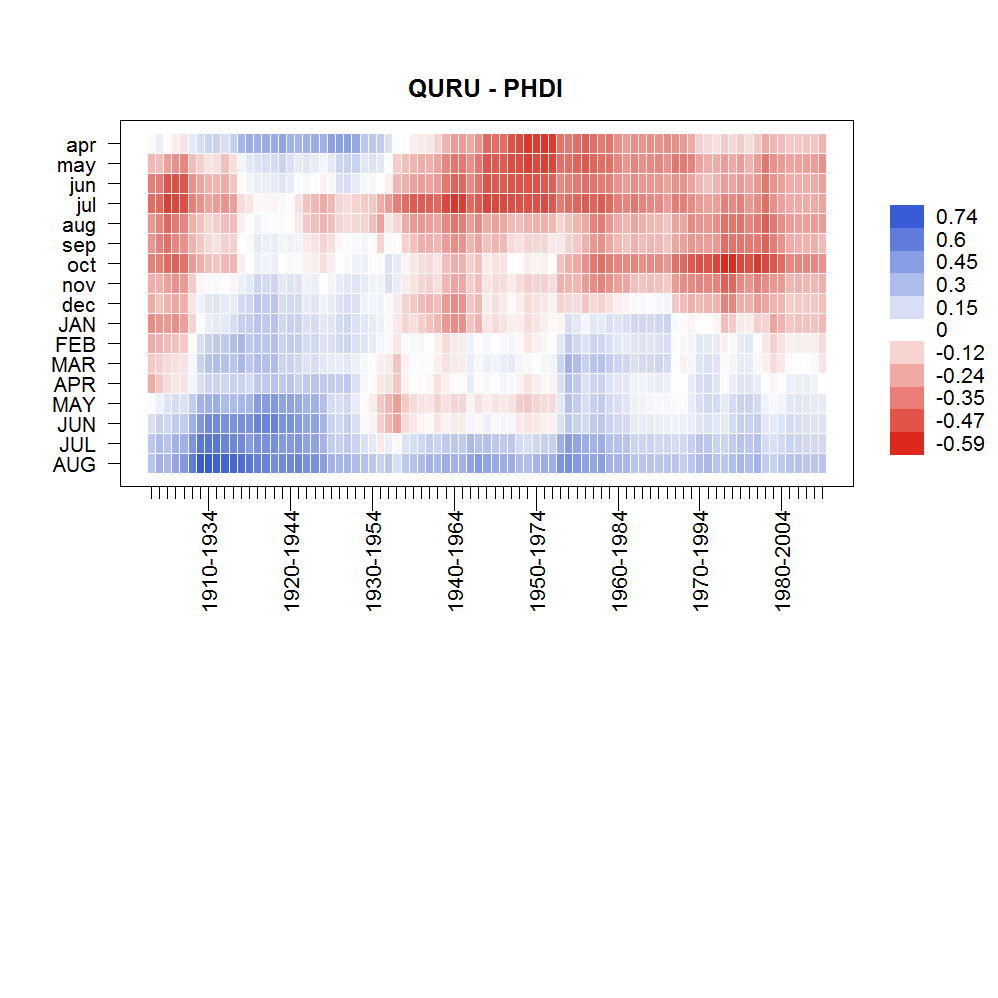 QURU - PHDI
apr
may
jun
jul
aug
sep
oct
nov
dec
JAN
FEB
MAR
APR
MAY
JUN
JUL
AUG
0.74
0.6
0.45
0.3
0.15
0
-0.12
-0.24
-0.35
-0.47
-0.59
1910-1934
1920-1944
1930-1954
1940-1964
1950-1974
1960-1984
1970-1994
1980-2004